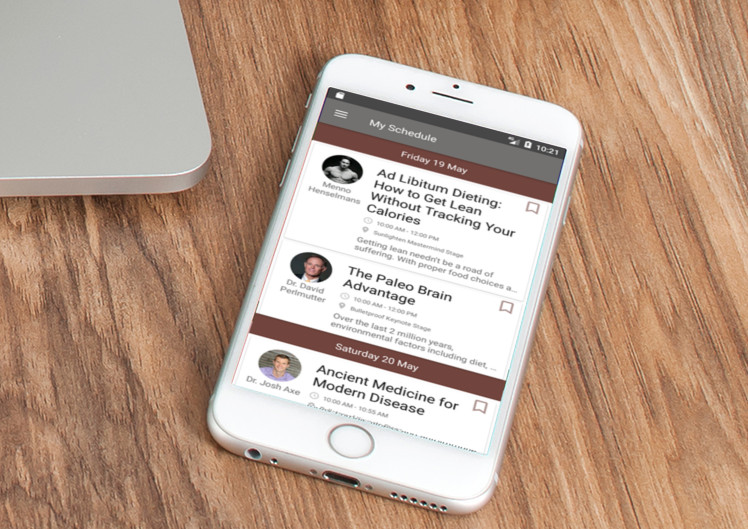 10:21
My Schedule
Friday 19 May
Menno
Henselmans
Ad Libitum Dieting:
How to Get Lean
Without Tracking Your
Calories
10:00 AM - 12:00 PM
Sunlighten Mastermind Stage
Getting lean needn't be a road of
suffering. With proper food choices a...
Dr. David
Perlmutter
The Paleo Brain
Advantage
10:00 AM - 12:00 PM
Bulletproof Keynote Stage
Over the last 2 million years,
environmental factors including diet, ...
Saturday 20 May
Dr. Josh Axe
Ancient Medicine for
Modern Disease
10:00 AM - 10:55 AM